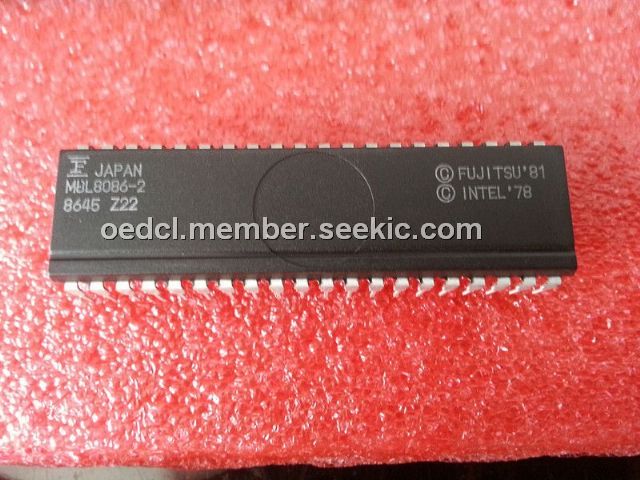 JAPAN
MBL8086-2
8645 Z22
© FUJITSU'81
© INTEL'78
oedcl.member.seekic.com